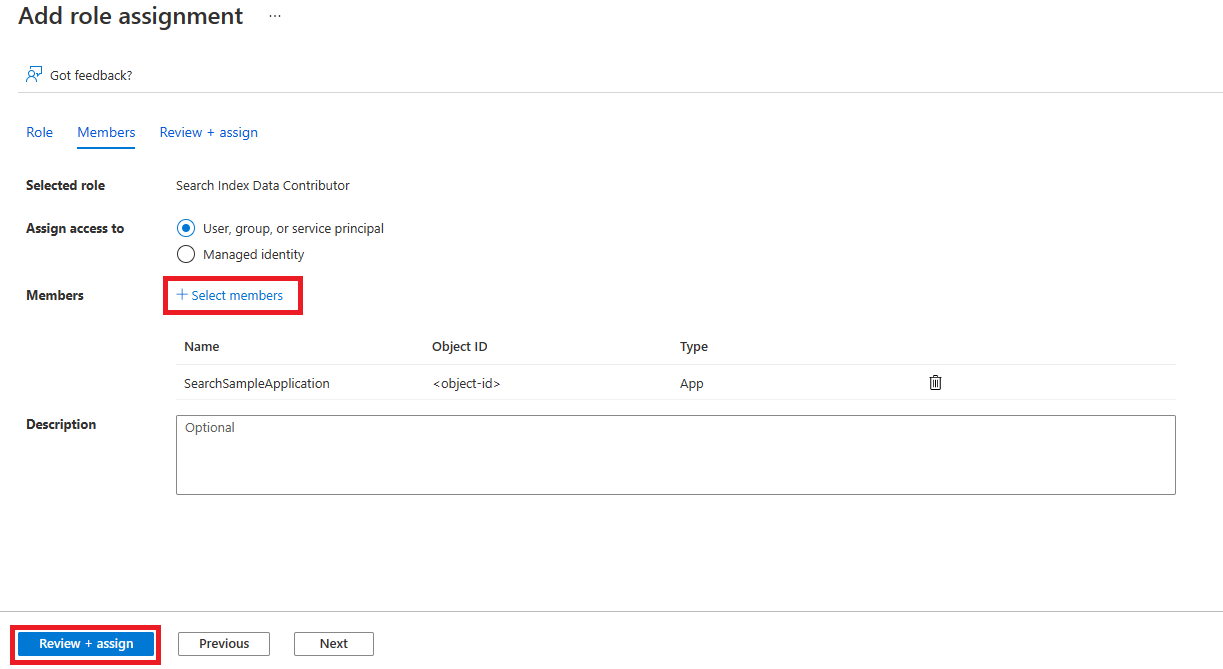 Add role assignment ...
Got feedback?
Role Members Review + assign
Selected role Search Index Data Contributor
Assign access to User, group, or service principal
Managed identity
Members + Select members
Name Object ID Type
SearchSampleApplication <object-id> App
Description Optional
Review + assign Previous Next